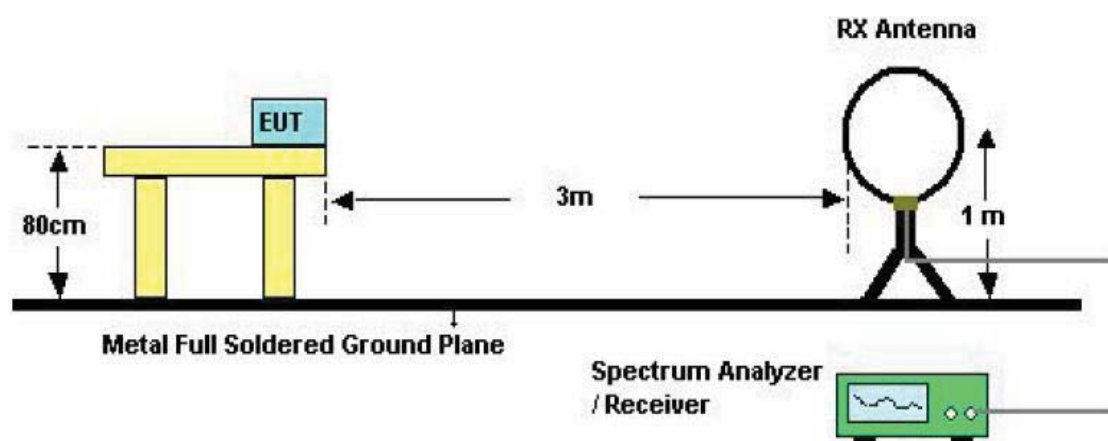 RX Antenna
EUT
3m
80cm
1 m
Metal Full Soldered Ground Plane
Spectrum Analyzer
/ Receiver